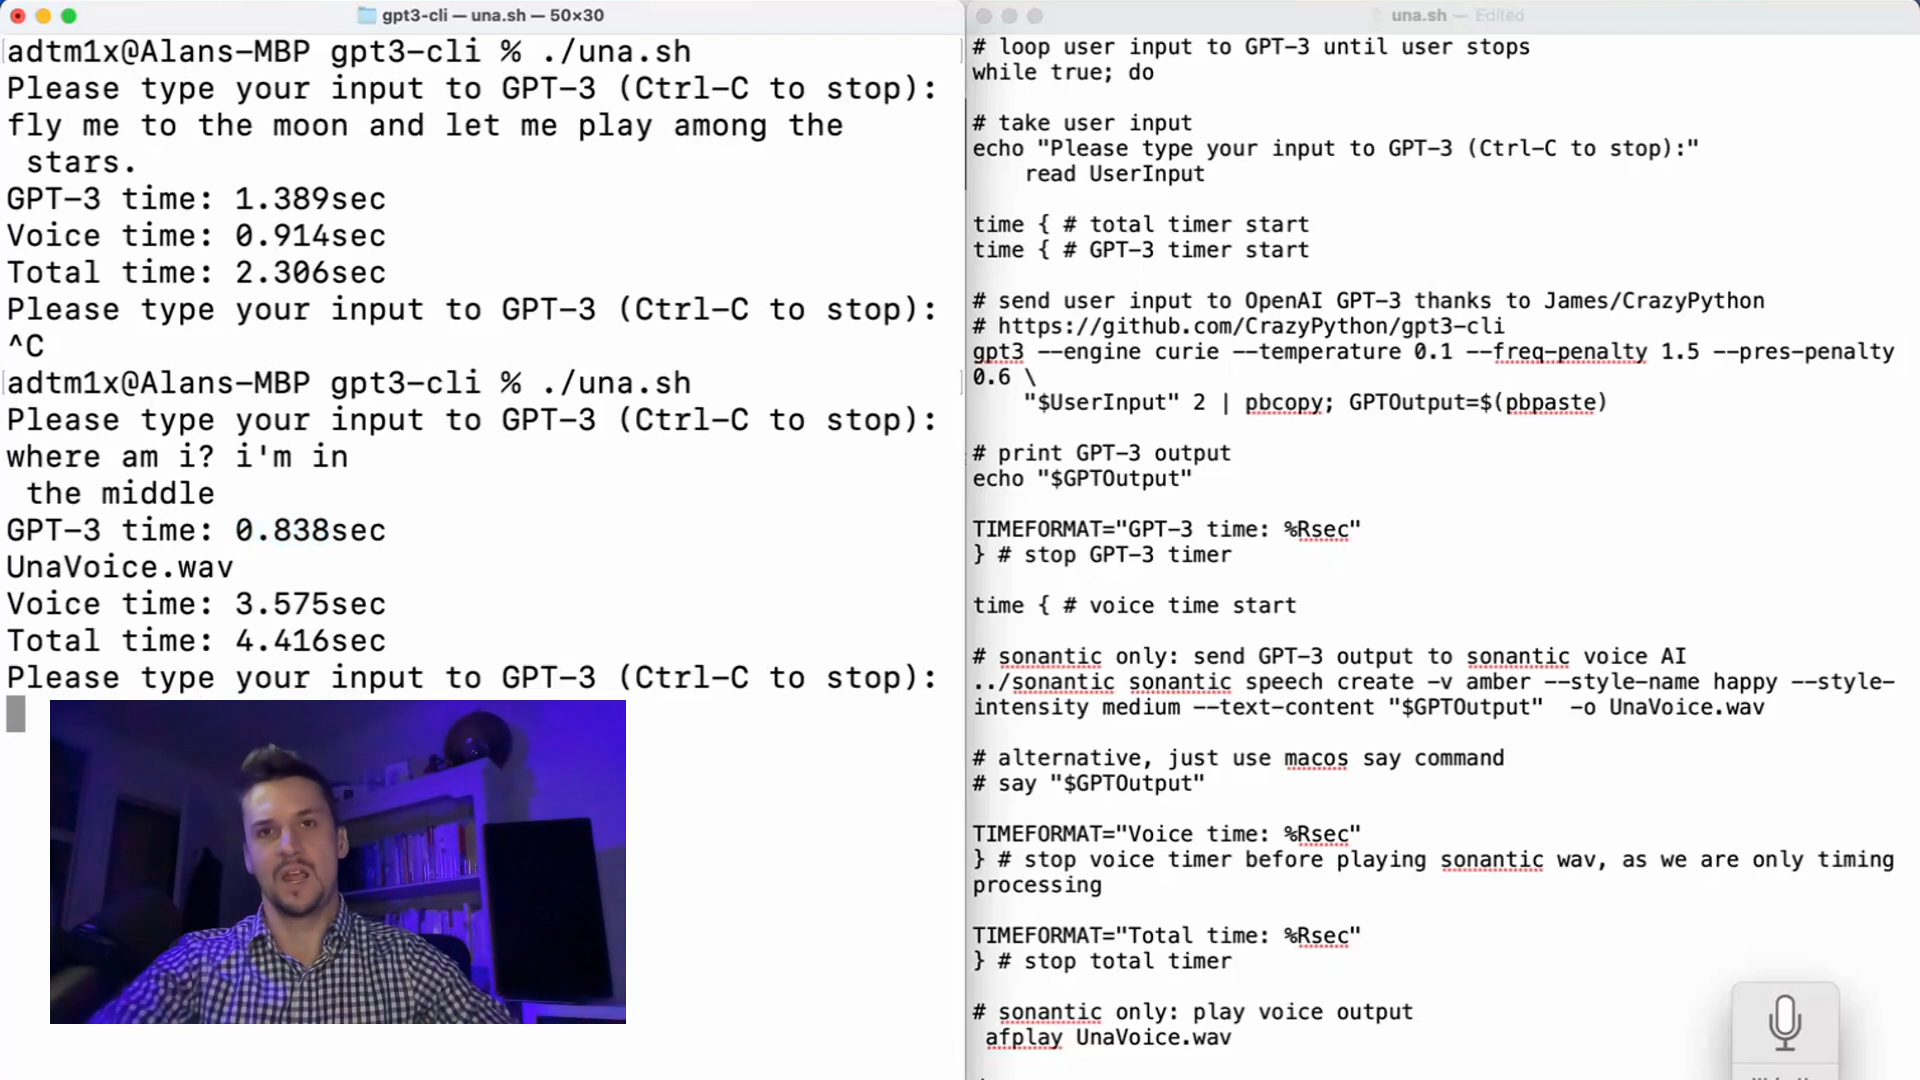 gpt3-cli — una.sh — 50×30
adtm1x@Alans-MBP gpt3-cli % ./una.sh
Please type your input to GPT-3 (Ctrl-C to stop):
fly me to the moon and let me play among the
stars.
GPT-3 time: 1.389sec
Voice time: 0.914sec
Total time: 2.306sec
Please type your input to GPT-3 (Ctrl-C to stop):
^C
adtm1x@Alans-MBP gpt3-cli % ./una.sh
Please type your input to GPT-3 (Ctrl-C to stop):
where am i? i'm in
the middle
GPT-3 time: 0.838sec
UnaVoice.wav
Voice time: 3.575sec
Total time: 4.416sec
Please type your input to GPT-3 (Ctrl-C to stop):
una.sh — Edited
# loop user input to GPT-3 until user stops
while true; do
# take user input
echo "Please type your input to GPT-3 (Ctrl-C to stop):"
read UserInput
time { # total timer start
time { # GPT-3 timer start
# send user input to OpenAI GPT-3 thanks to James/CrazyPython
# https://github.com/CrazyPython/gpt3-cli
gpt3 --engine curie --temperature 0.1 --freq-penalty 1.5 --pres-penalty
0.6 \
"$UserInput" 2 | pbcopy; GPTOutput=$(pbpaste)
# print GPT-3 output
echo "$GPTOutput"
TIMEFORMAT="GPT-3 time: %Rsec"
} # stop GPT-3 timer
time { # voice time start
# sonantic only: send GPT-3 output to sonantic voice AI
../sonantic sonantic speech create -v amber --style-name happy --style-
intensity medium --text-content "$GPTOutput"  -o UnaVoice.wav
# alternative, just use macos say command
# say "$GPTOutput"
TIMEFORMAT="Voice time: %Rsec"
} # stop voice timer before playing sonantic wav, as we are only timing
processing
TIMEFORMAT="Total time: %Rsec"
} # stop total timer
# sonantic only: play voice output
afplay UnaVoice.wav